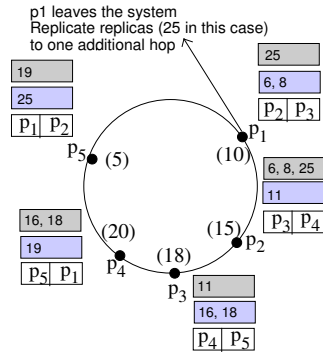 p1 leaves the system
Replicate replicas (25 in this case)
to one additional hop
19
25
p1 p2
25
6, 8
p2 p3
p1
(10)
p5
(5)
6, 8, 25
11
p3 p4
16, 18
19
p5 p1
(20)
p4
(18)
p3
(15)
p2
11
16, 18
p4 p5